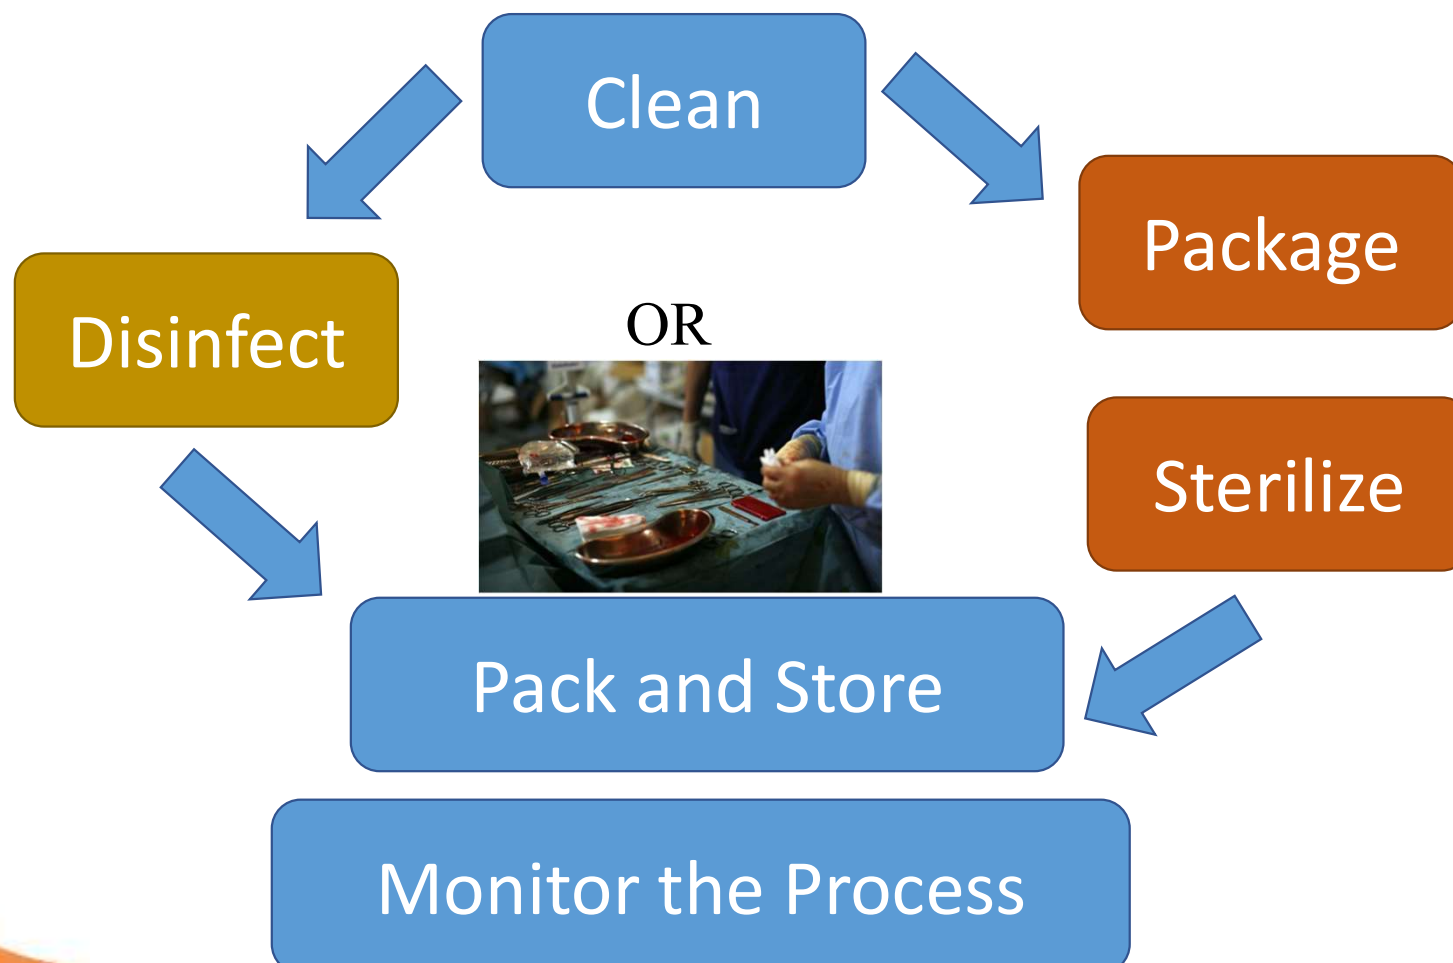 Clean
Package
Disinfect
OR
Sterilize
Pack and Store
Monitor the Process